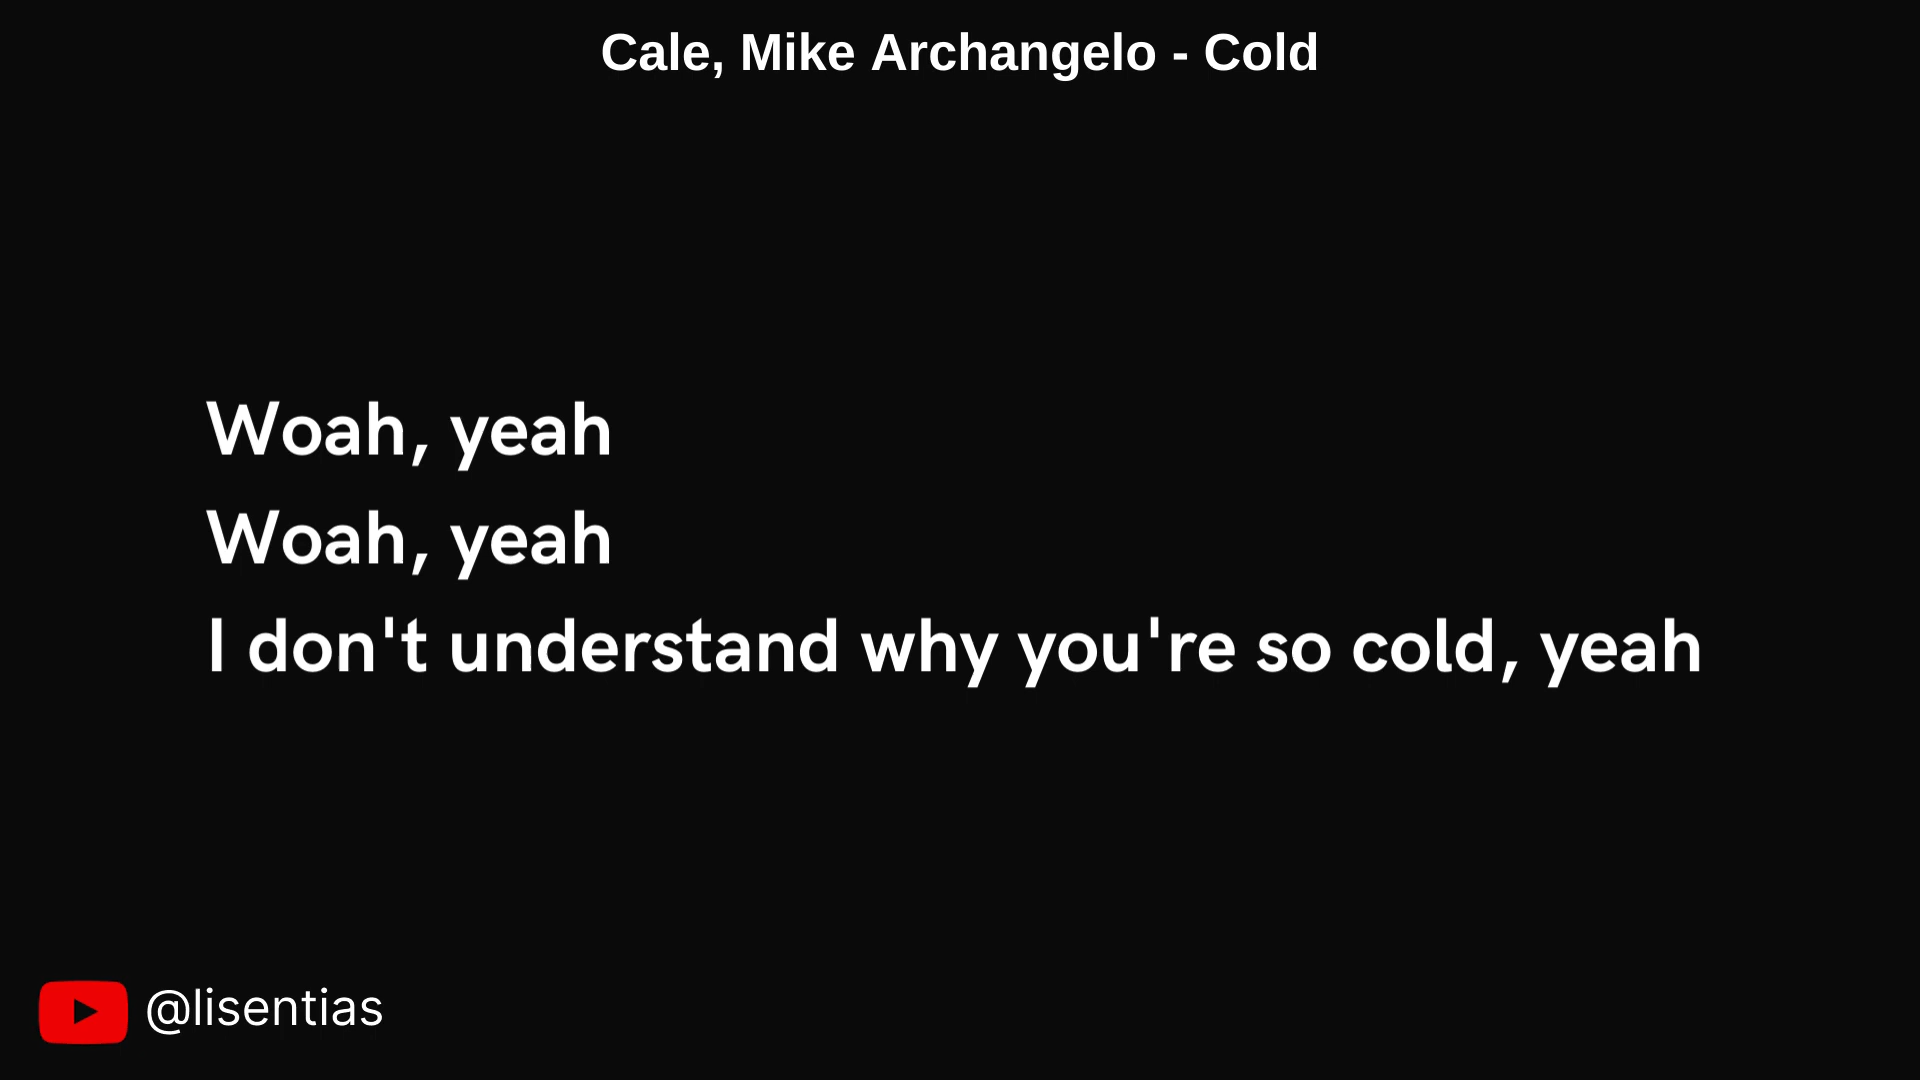 Cale, Mike Archangelo - Cold
Woah, yeah
Woah, yeah
I don't understand why you're so cold, yeah
@lisentias